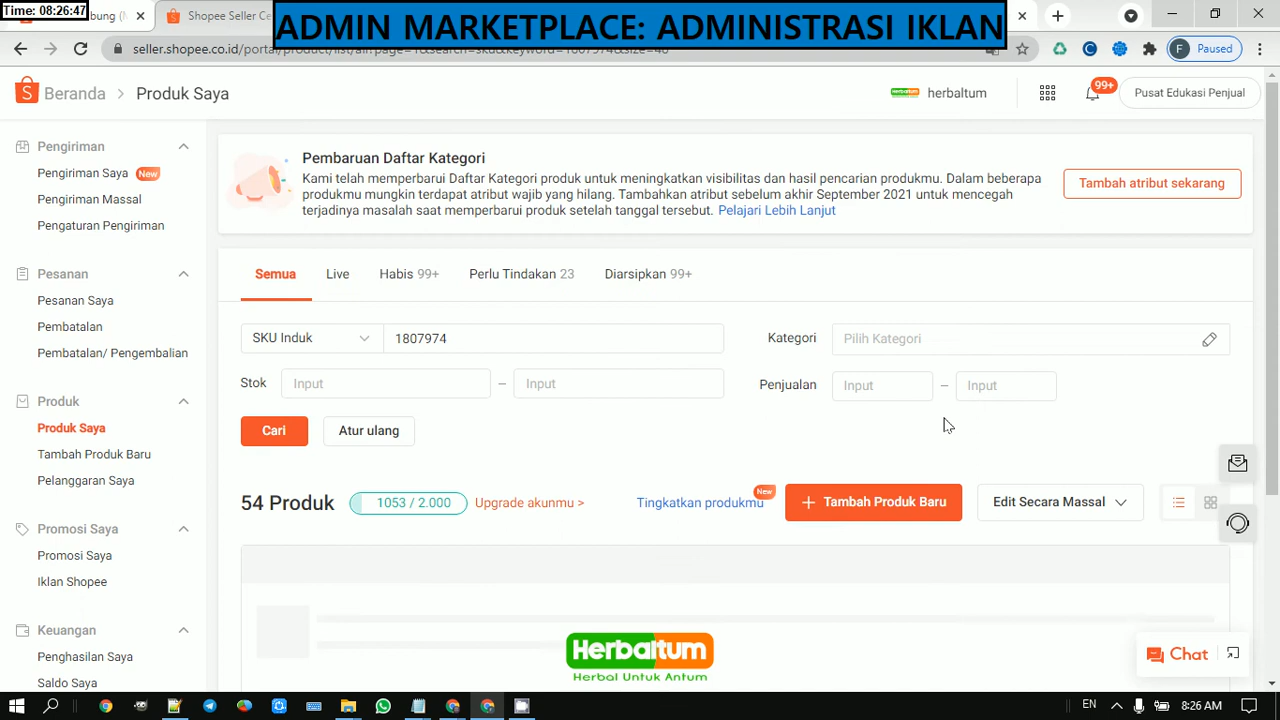 Time: 08:26:47
bung (
Shopee Seller Ce
ADMIN MARKETPLACE: ADMINISTRASI IKLAN
seller.shopee.co.id/
F Paused
Beranda > Produk Saya
herbaltum
99+
Pusat Edukasi Penjual
Pengiriman
Pengiriman Saya New
Pengiriman Massal
Pengaturan Pengiriman
Pesanan
Pesanan Saya
Pembatalan
Pembatalan/ Pengembalian
Produk
Produk Saya
Tambah Produk Baru
Pelanggaran Saya
Promosi Saya
Promosi Saya
Iklan Shopee
Keuangan
Penghasilan Saya
Saldo Saya
Pembaruan Daftar Kategori
Kami telah memperbarui Daftar Kategori produk untuk meningkatkan visibilitas dan hasil pencarian produkmu. Dalam beberapa
produkmu mungkin terdapat atribut wajib yang hilang. Tambahkan atribut sebelum akhir September 2021 untuk mencegah
terjadinya masalah saat memperbarui produk setelah tanggal tersebut. Pelajari Lebih Lanjut
Tambah atribut sekarang
Semua Live Habis 99+ Perlu Tindakan 23 Diarsipkan 99+
SKU Induk 1807974 Kategori Pilih Kategori
Stok Input – Input Penjualan Input – Input
Cari Atur ulang
54 Produk 1053 / 2.000 Upgrade akunmu > Tingkatkan produkmu New + Tambah Produk Baru Edit Secara Massal
Herbaltum
Herbal Untuk Antum
Chat
EN 8:26 AM